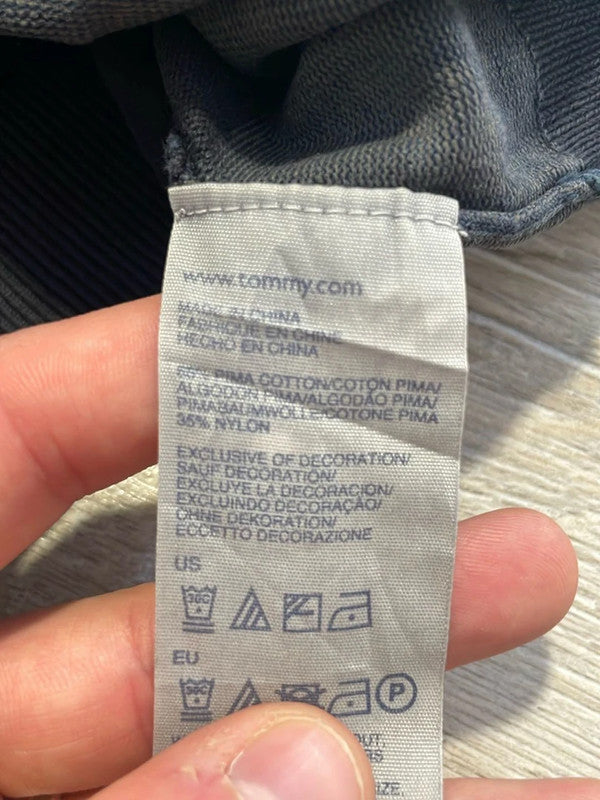 www.tommy.com
MADE IN CHINA
FABRIQUE EN CHINE
HECHO EN CHINA
PIMA COTTON/COTON PIMA/
ALGODON PIMA/ALGODÃO PIMA/
PIMABAUMWOLLE/COTONE PIMA
35% NYLON
EXCLUSIVE OF DECORATION/
SAUF DECORATION/
EXCLUYE LA DECORACION/
EXCLUINDO DECORAÇÃO/
OHNE DEKORATION/
ECCETTO DECORAZIONE
US
30C
EU
30C P